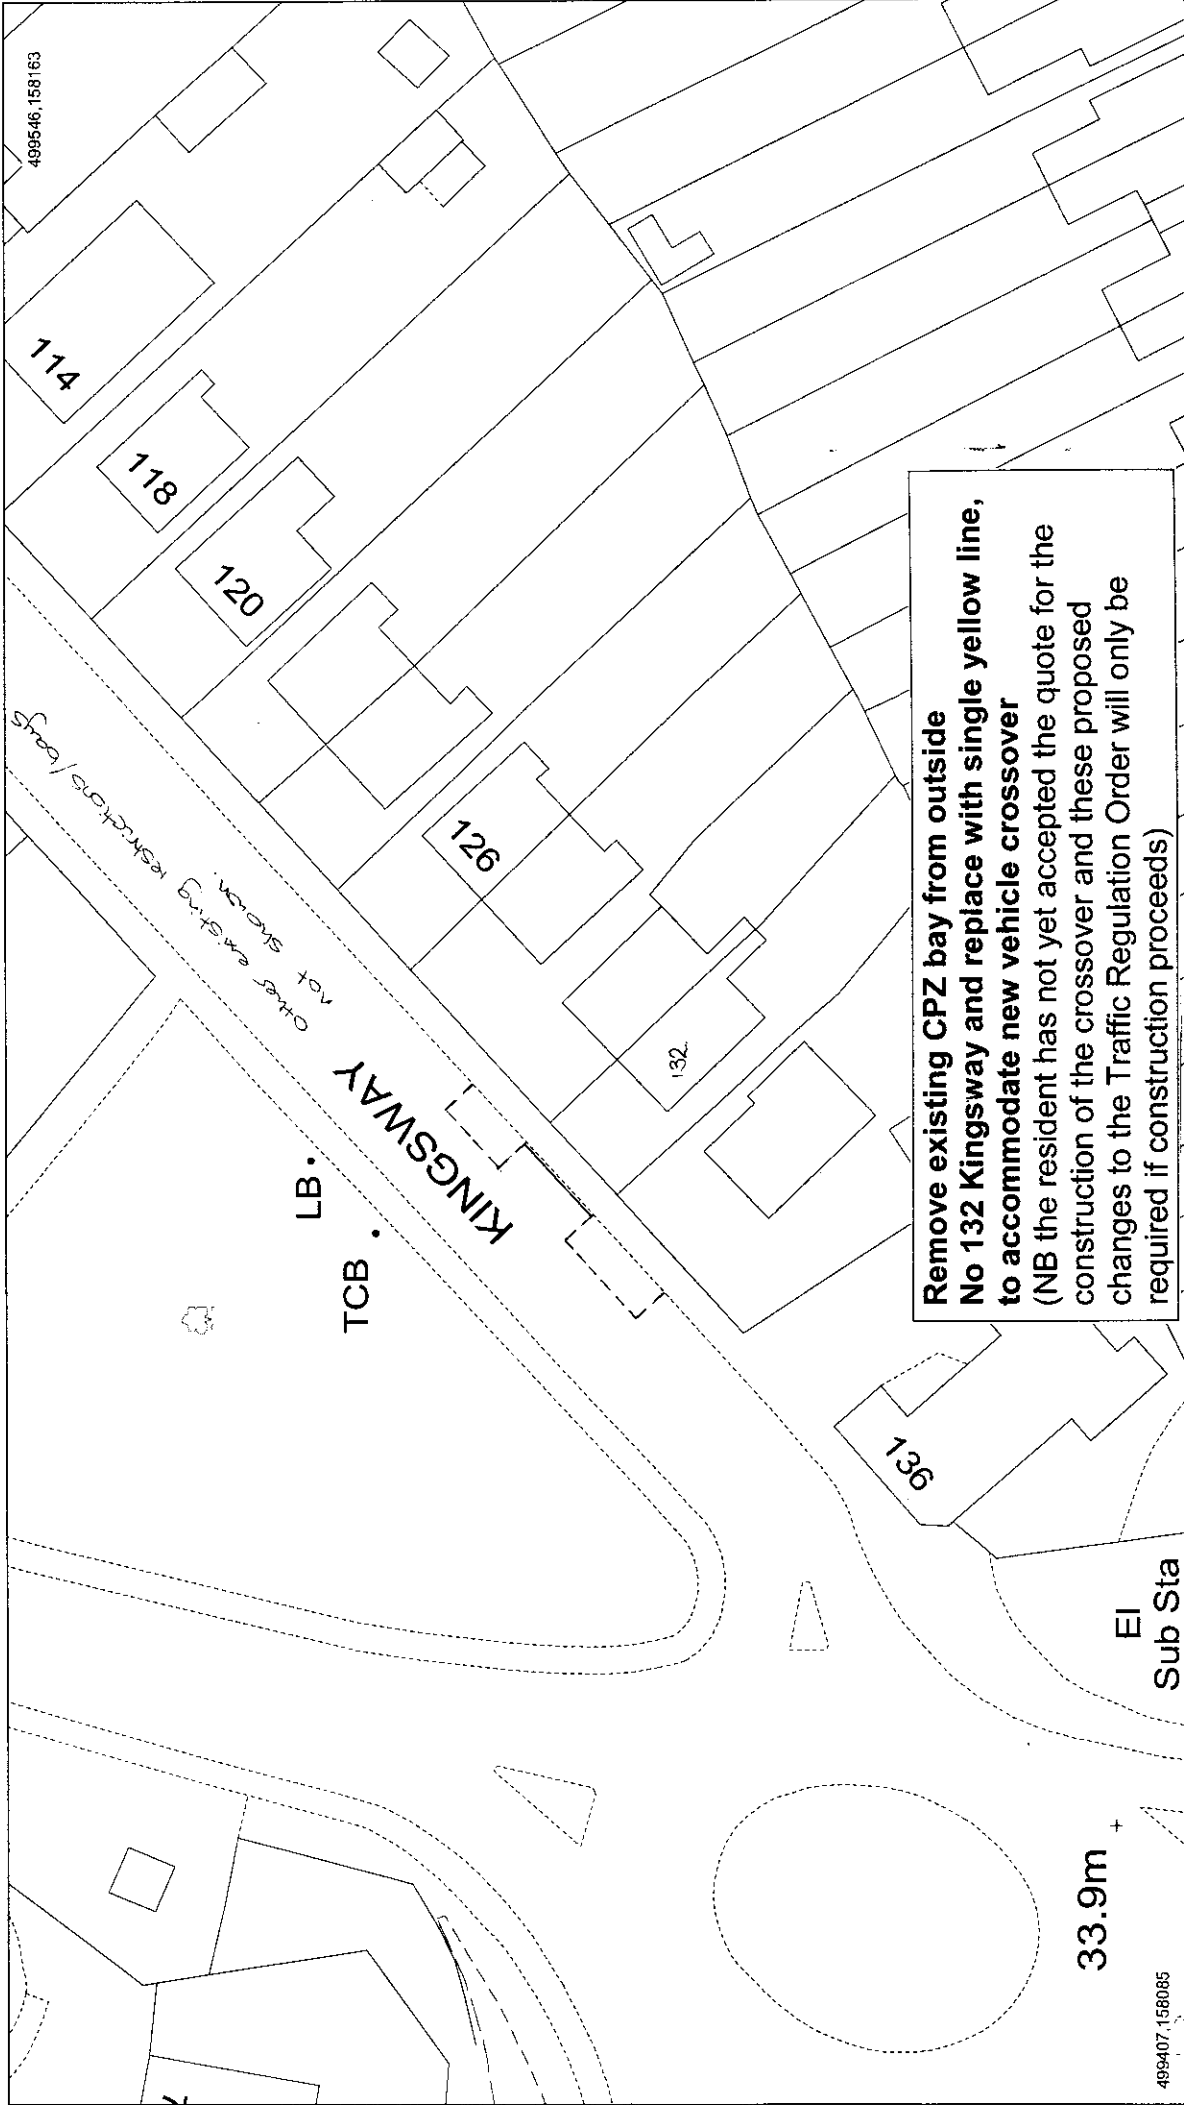 499546,158163
114
118
120
126
132
Other existing restrictions/bays
not shown.
KINGSWAY
LB
TCB
136
El
Sub Sta
33.9m
499407,158085
Remove existing CPZ bay from outside
No 132 Kingsway and replace with single yellow line,
to accommodate new vehicle crossover
(NB the resident has not yet accepted the quote for the
construction of the crossover and these proposed
changes to the Traffic Regulation Order will only be
required if construction proceeds)